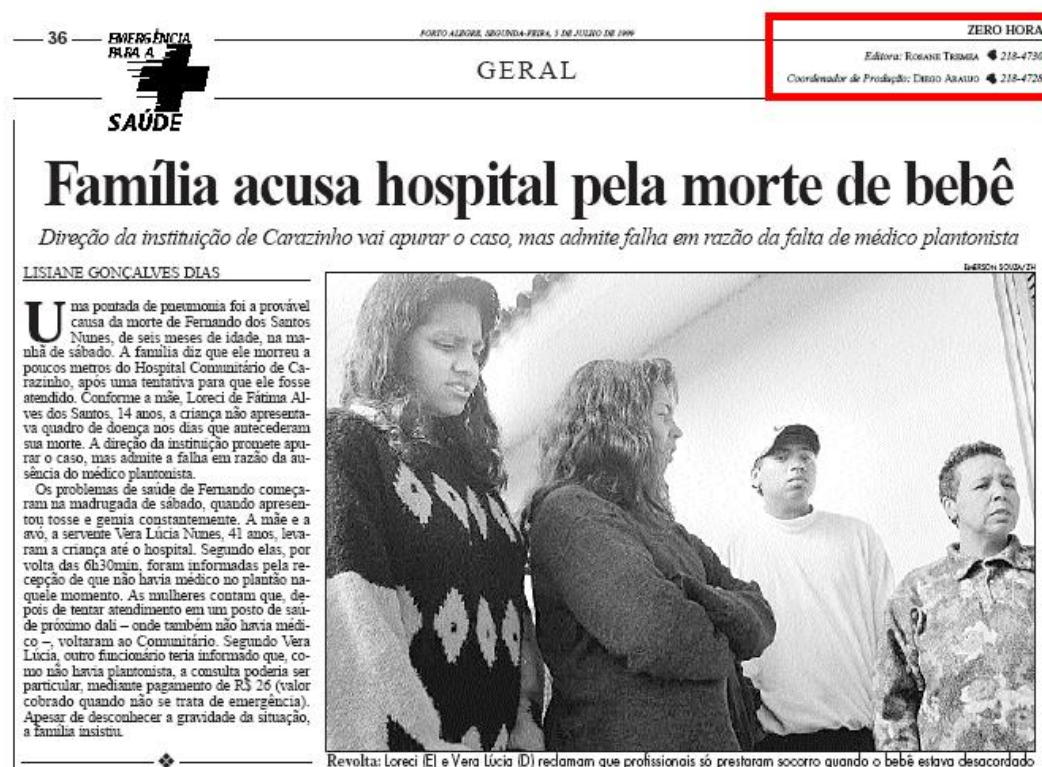 36
EMERGÊNCIA
PARA A
SAÚDE
PORTO ALEGRE, SEGUNDA-FEIRA, 5 DE JULHO DE 1999
GERAL
ZERO HORA
Editora: ROSANE TREMEA 218-4730
Coordenador de Produção: DIEGO ARAUJO 218-4728
Família acusa hospital pela morte de bebê
Direção da instituição de Carazinho vai apurar o caso, mas admite falha em razão da falta de médico plantonista
LISIANE GONÇALVES DIAS
EMERSON SOUZA/ZH
Uma pontada de pneumonia foi a provável
causa da morte de Fernando dos Santos
Nunes, de seis meses de idade, na ma-
nhã de sábado. A família diz que ele morreu a
poucos metros do Hospital Comunitário de Ca-
razinho, após uma tentativa para que ele fosse
atendido. Conforme a mãe, Loreci de Fátima Al-
ves dos Santos, 14 anos, a criança não apresenta-
va quadro de doença nos dias que antecederam
sua morte. A direção da instituição promete apu-
rar o caso, mas admite a falha em razão da au-
sência do médico plantonista.
Os problemas de saúde de Fernando começa-
ram na madrugada de sábado, quando apresen-
tou tosse e gemia constantemente. A mãe e a
avó, a servente Vera Lúcia Nunes, 41 anos, leva-
ram a criança até o hospital. Segundo elas, por
volta das 6h30min, foram informadas pela re-
cepção de que não havia médico no plantão na-
quele momento. As mulheres contam que, de-
pois de tentar atendimento em um posto de saú-
de próximo dali – onde também não havia médi-
co –, voltaram ao Comunitário. Segundo Vera
Lúcia, outro funcionário teria informado que, co-
mo não havia plantonista, a consulta poderia ser
particular, mediante pagamento de R$ 26 (valor
cobrado quando não se trata de emergência).
Apesar de desconhecer a gravidade da situação,
a família insistiu.
Revolta: Loreci (E) e Vera Lúcia (D) reclamam que profissionais só prestaram socorro quando o bebê estava desacordado